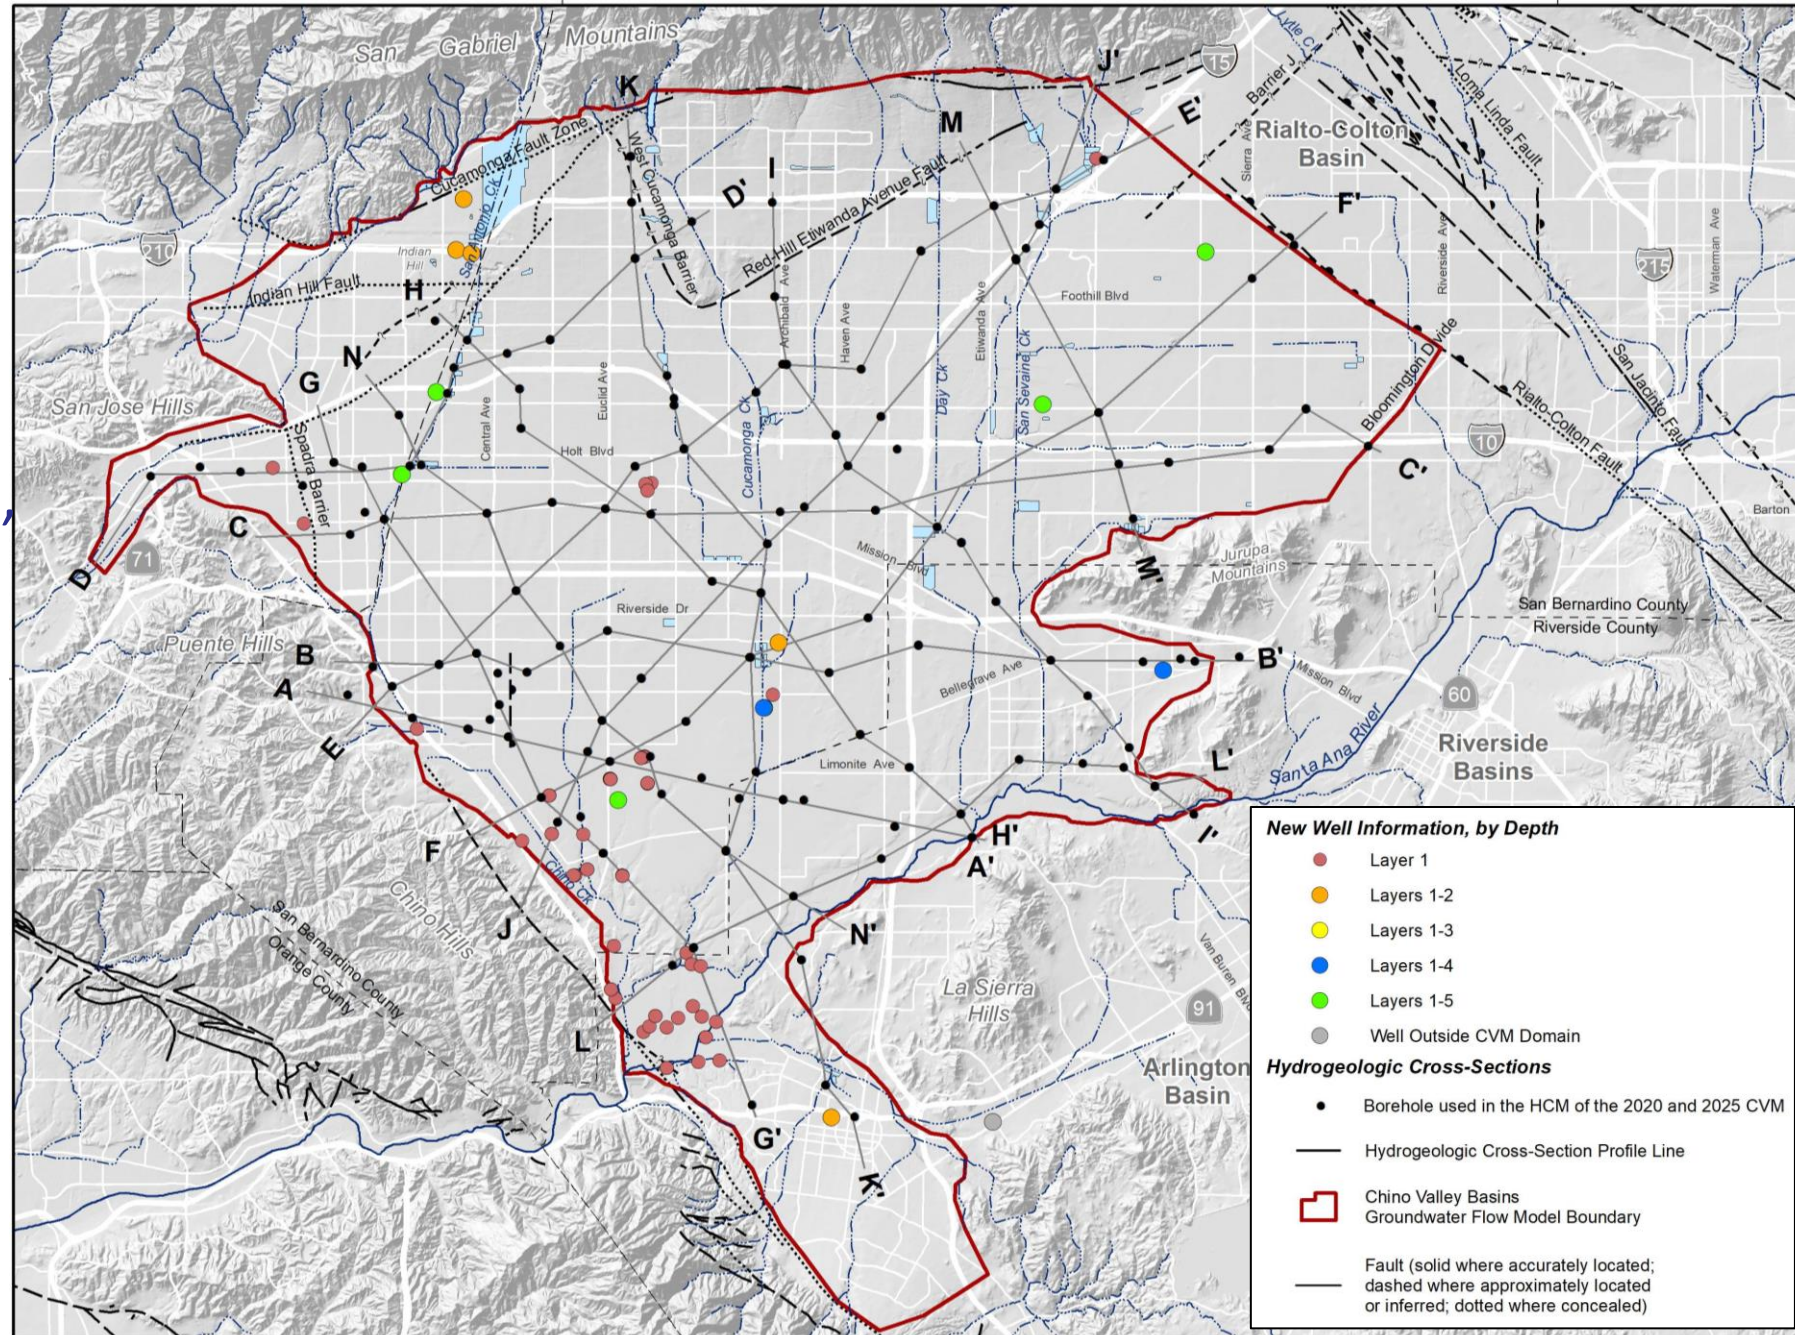 San Gabriel Mountains
K
J'
15
Lytle Ck
Barrier J
Loma Linda Fault
M
E'
Rialto-Colton
Basin
Sierra Ave
Cucamonga Fault Zone
West Cucamonga Barrier
I
D'
F'
210
Indian
Hill
San Antonio Ck
Red-Hill Etiwanda Avenue Fault
Riverside Ave
215
Waterman Ave
Indian Hill Fault
H
Archibald Ave
Haven Ave
Etiwanda Ave
Foothill Blvd
San Sevaine Ck
Day Ck
N
G
Euclid Ave
Central Ave
Cucamonga Ck
Bloomington Divide
San Jacinto Fault
Rialto-Colton Fault
San Jose Hills
Spadra Barrier
Holt Blvd
10
C'
C
,
D
71
Mission Blvd
Jurupa
Mountains
M'
Barton
San Bernardino County
Riverside County
Riverside Dr
Puente Hills
B
A
B'
Bellegrave Ave
Mission Blvd
60
E
Limonite Ave
L'
Santa Ana River
Riverside
Basins
I'
H'
A'
F
Chino Ck
Chino Hills
J
N'
San Bernardino County
Orange County
La Sierra
Hills
Van Buren Blvd
91
L
Arlington
Basin
G'
K'
New Well Information, by Depth
Layer 1
Layers 1-2
Layers 1-3
Layers 1-4
Layers 1-5
Well Outside CVM Domain
Hydrogeologic Cross-Sections
Borehole used in the HCM of the 2020 and 2025 CVM
Hydrogeologic Cross-Section Profile Line
Chino Valley Basins
Groundwater Flow Model Boundary
Fault (solid where accurately located;
dashed where approximately located
or inferred; dotted where concealed)